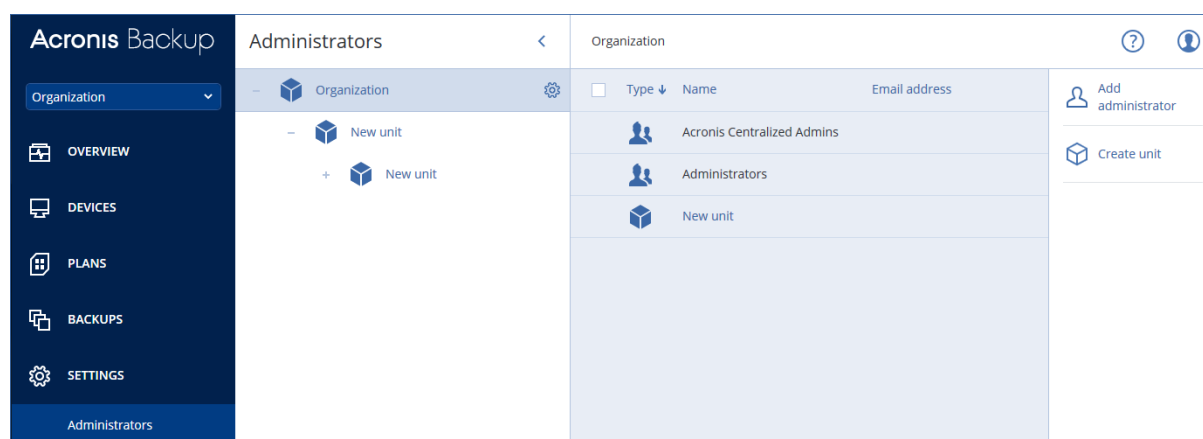 Acronis Backup
Administrators
Organization
Organization
Organization
Type Name Email address
Add
administrator
New unit
Acronis Centralized Admins
OVERVIEW
Create unit
New unit
Administrators
DEVICES
New unit
PLANS
BACKUPS
SETTINGS
Administrators